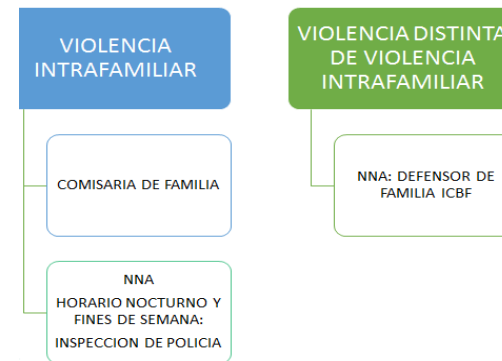 VIOLENCIA
INTRAFAMILIAR
COMISARIA DE FAMILIA
NNA
HORARIO NOCTURNO Y
FINES DE SEMANA:
INSPECCION DE POLICIA
VIOLENCIA DISTINTA
DE VIOLENCIA
INTRAFAMILIAR
NNA: DEFENSOR DE
FAMILIA ICBF